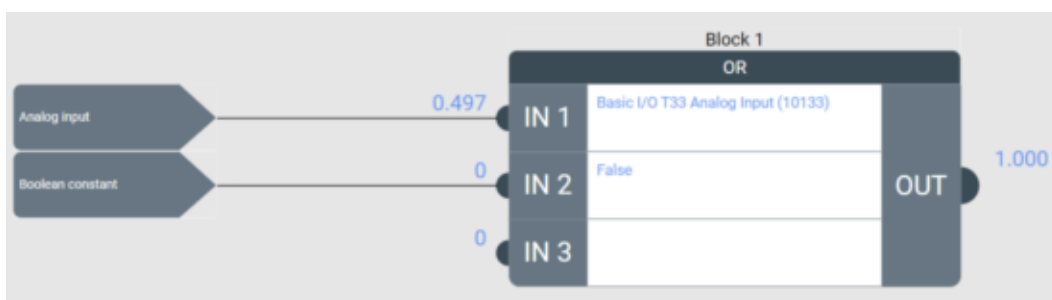 Block 1
OR
Analog input
0.497
IN 1
Basic I/O T33 Analog Input (10133)
Boolean constant
0
IN 2
False
OUT
1.000
0
IN 3